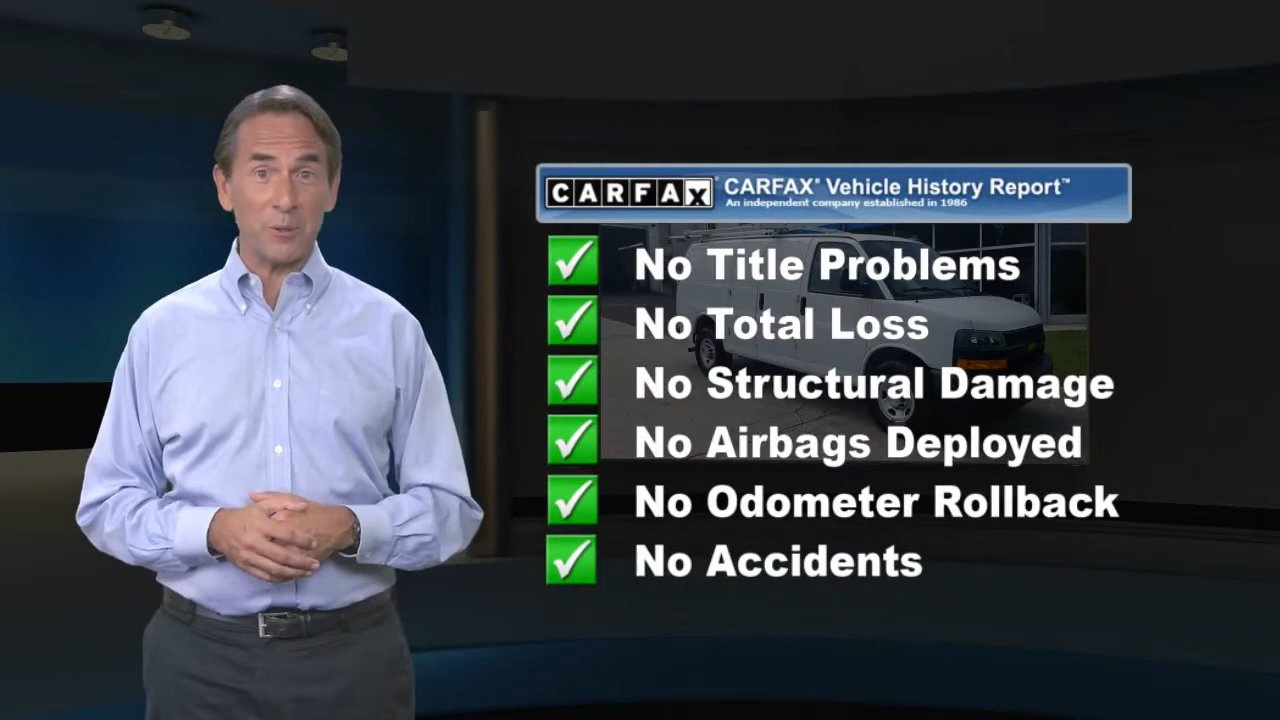 CARFAX® CARFAX® Vehicle History Report™
An independent company established in 1986
No Title Problems
No Total Loss
No Structural Damage
No Airbags Deployed
No Odometer Rollback
No Accidents